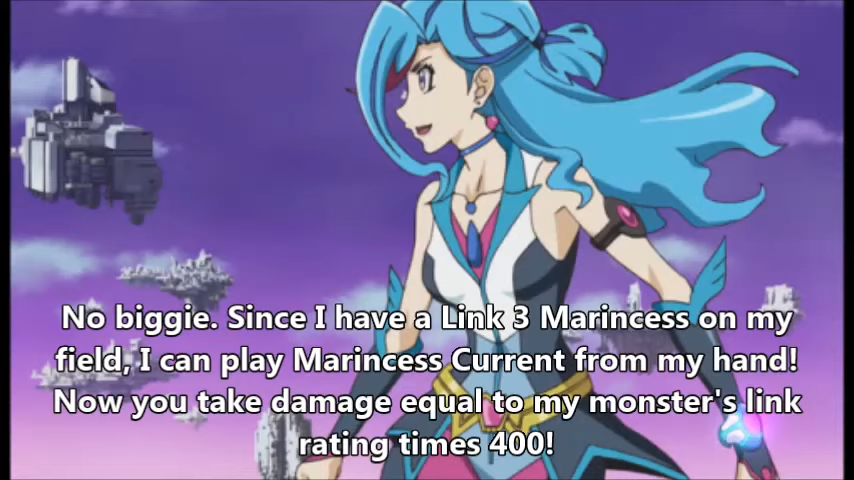 No biggie. Since I have a Link 3 Marincess on my
field, I can play Marincess Current from my hand!
Now you take damage equal to my monster's link
rating times 400!